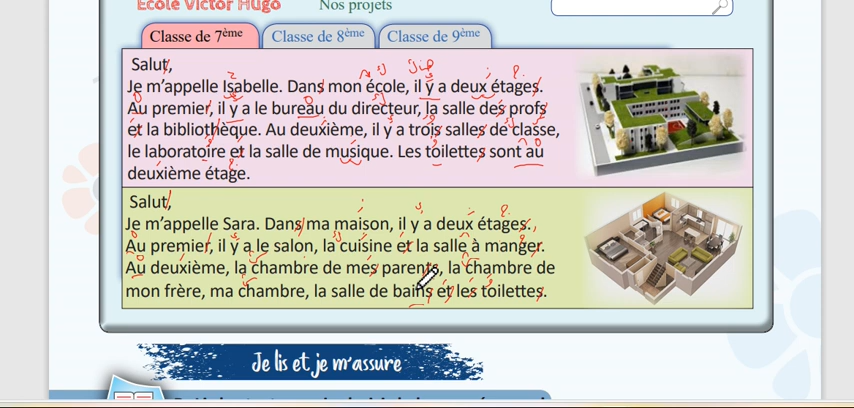 École Victor Hugo
Nos projets
Classe de 7ème
Classe de 8ème
Classe de 9ème
Salut,
Je m'appelle Isabelle. Dans mon école, il y a deux étages.
Au premier, il y a le bureau du directeur, la salle des profs
et la bibliothèque. Au deuxième, il y a trois salles de classe,
le laboratoire et la salle de musique. Les toilettes sont au
deuxième étage.
Salut,
Je m'appelle Sara. Dans ma maison, il y a deux étages.
Au premier, il y a le salon, la cuisine et la salle à manger.
Au deuxième, la chambre de mes parents, la chambre de
mon frère, ma chambre, la salle de bains et les toilettes.
Je lis et je m'assure